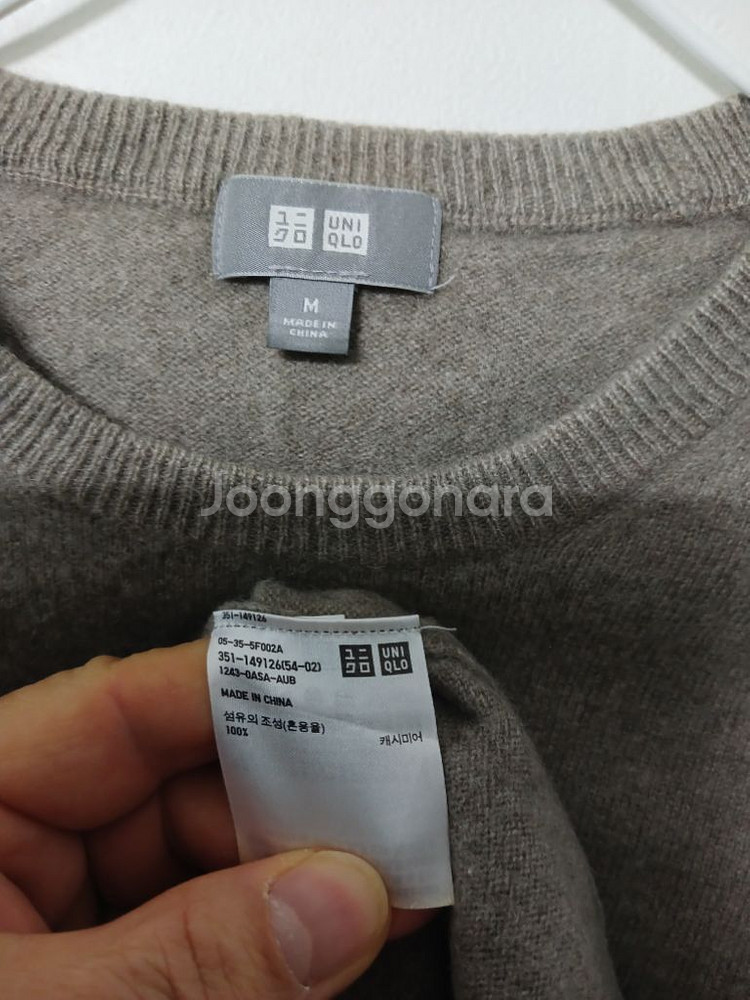 ユニ UNI
クロ QLO
M
MADE IN
CHINA
Joonggonara
351-149126
05-35-5F002A
351-149126(54-02)
1243-0ASA-AUB
ユニ UNI
クロ QLO
MADE IN CHINA
섬유의 조성(혼용율)
100% 캐시미어